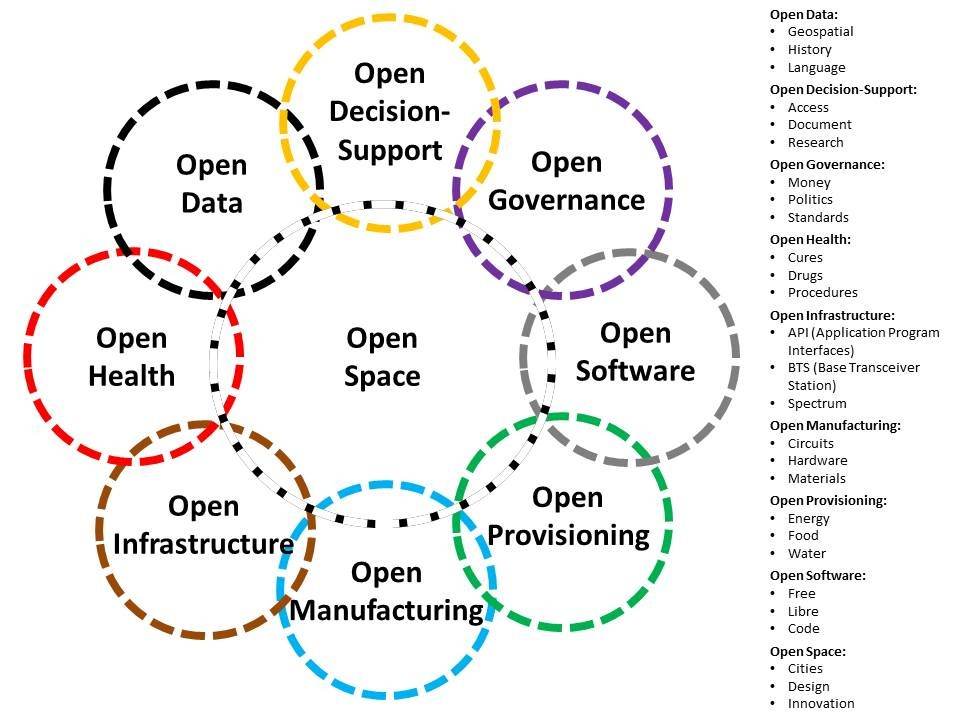 Open
Decision-
Support
Open
Data
Open
Governance
Open
Health
Open
Space
Open
Software
Open
Infrastructure
Open
Provisioning
Open
Manufacturing
Open Data:
• Geospatial
• History
• Language
Open Decision-Support:
• Access
• Document
• Research
Open Governance:
• Money
• Politics
• Standards
Open Health:
• Cures
• Drugs
• Procedures
Open Infrastructure:
• API (Application Program
Interfaces)
• BTS (Base Transceiver
Station)
• Spectrum
Open Manufacturing:
• Circuits
• Hardware
• Materials
Open Provisioning:
• Energy
• Food
• Water
Open Software:
• Free
• Libre
• Code
Open Space:
• Cities
• Design
• Innovation